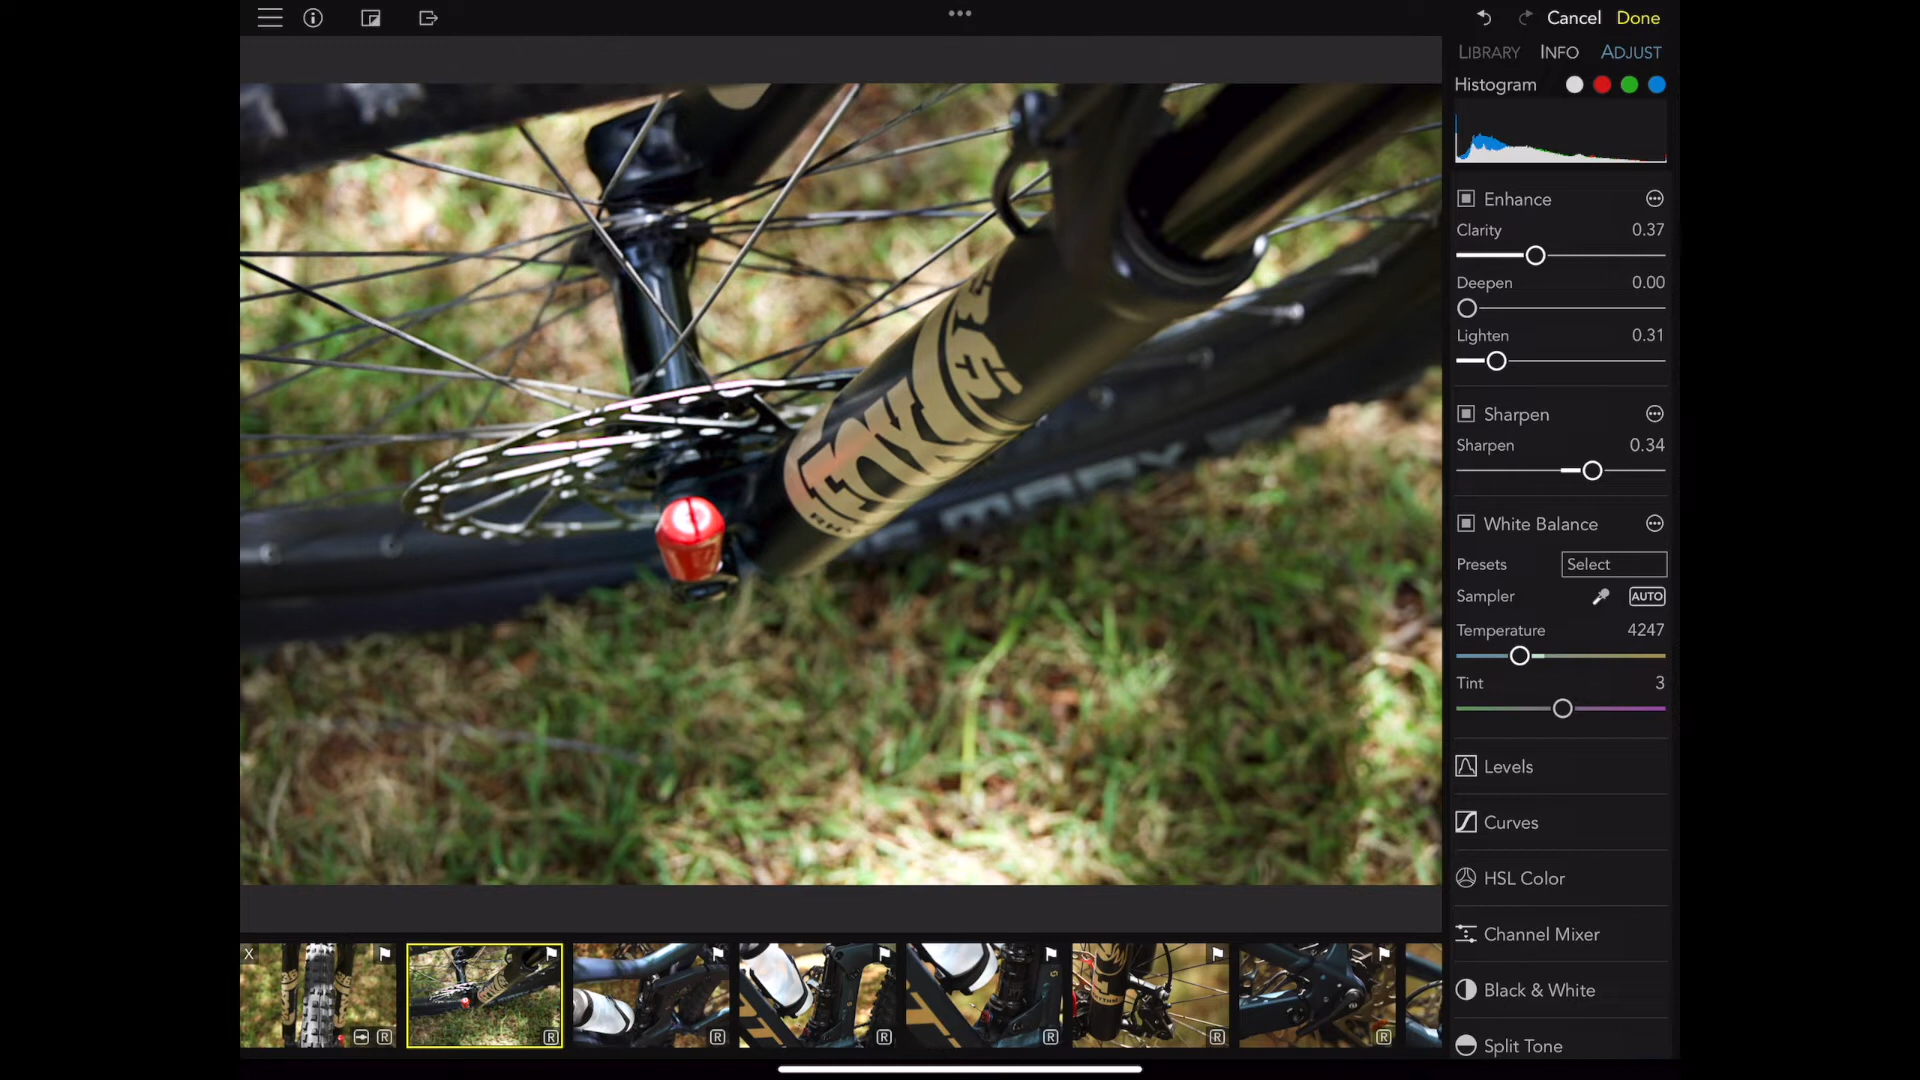 Cancel Done
LIBRARY INFO ADJUST
Histogram
Enhance
Clarity 0.37
Deepen 0.00
Lighten 0.31
Sharpen
Sharpen 0.34
White Balance
Presets Select
Sampler AUTO
Temperature 4247
Tint 3
Levels
Curves
HSL Color
Channel Mixer
Black & White
Split Tone
FOX
MARY
X
R
R
R
R
R
R
R